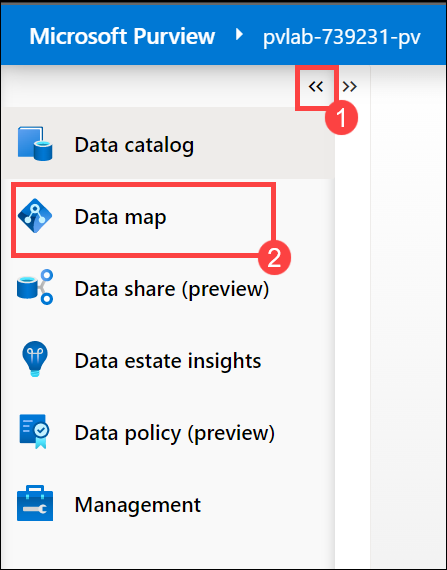 Microsoft Purview ▸ pvlab-739231-pv
« »
1
Data catalog
Data map
2
Data share (preview)
Data estate insights
Data policy (preview)
Management